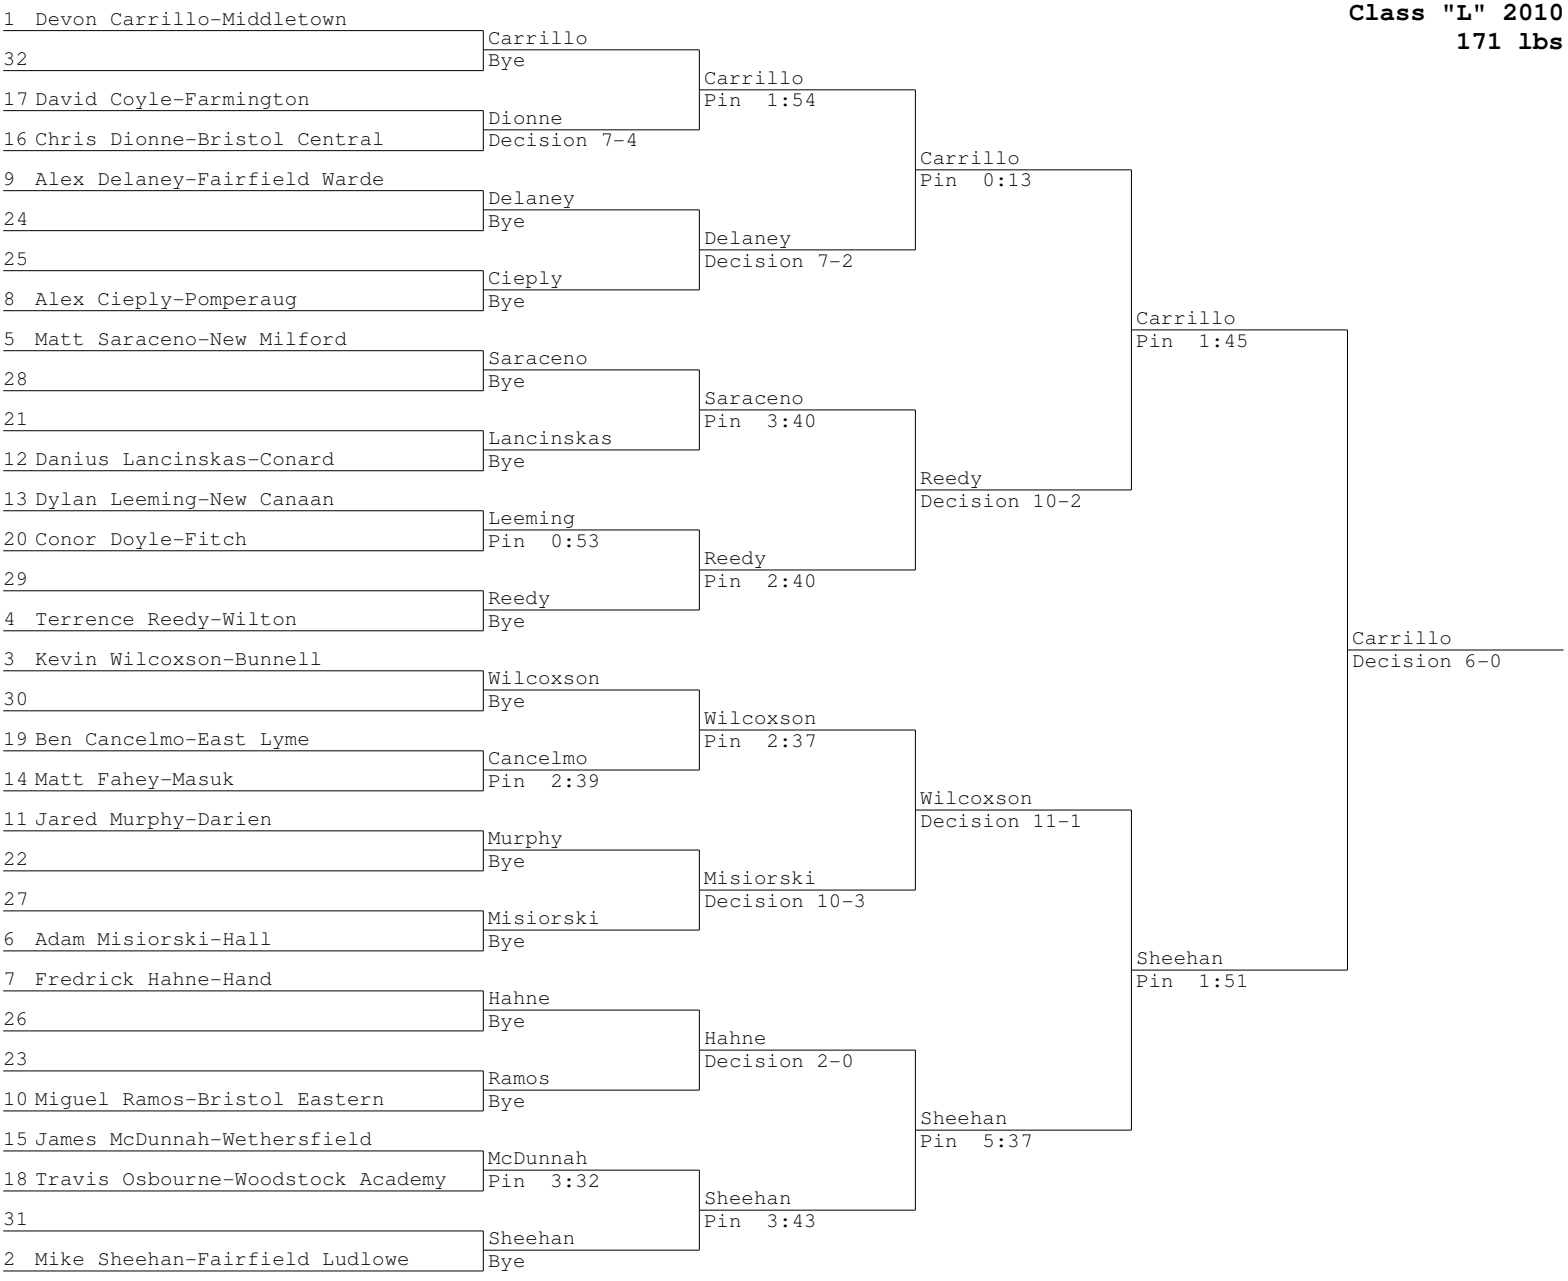 Class "L" 2010
171 lbs
1 Devon Carrillo-Middletown
32
17 David Coyle-Farmington
16 Chris Dionne-Bristol Central
9 Alex Delaney-Fairfield Warde
24
25
8 Alex Cieply-Pomperaug
5 Matt Saraceno-New Milford
28
21
12 Danius Lancinskas-Conard
13 Dylan Leeming-New Canaan
20 Conor Doyle-Fitch
29
4 Terrence Reedy-Wilton
3 Kevin Wilcoxson-Bunnell
30
19 Ben Cancelmo-East Lyme
14 Matt Fahey-Masuk
11 Jared Murphy-Darien
22
27
6 Adam Misiorski-Hall
7 Fredrick Hahne-Hand
26
23
10 Miguel Ramos-Bristol Eastern
15 James McDunnah-Wethersfield
18 Travis Osbourne-Woodstock Academy
31
2 Mike Sheehan-Fairfield Ludlowe
Carrillo
Bye
Dionne
Decision 7-4
Delaney
Bye
Cieply
Bye
Saraceno
Bye
Lancinskas
Bye
Leeming
Pin 0:53
Reedy
Bye
Wilcoxson
Bye
Cancelmo
Pin 2:39
Murphy
Bye
Misiorski
Bye
Hahne
Bye
Ramos
Bye
McDunnah
Pin 3:32
Sheehan
Bye
Carrillo
Pin 1:54
Delaney
Decision 7-2
Saraceno
Pin 3:40
Reedy
Pin 2:40
Wilcoxson
Pin 2:37
Misiorski
Decision 10-3
Hahne
Decision 2-0
Sheehan
Pin 3:43
Carrillo
Pin 0:13
Reedy
Decision 10-2
Wilcoxson
Decision 11-1
Sheehan
Pin 5:37
Carrillo
Pin 1:45
Sheehan
Pin 1:51
Carrillo
Decision 6-0